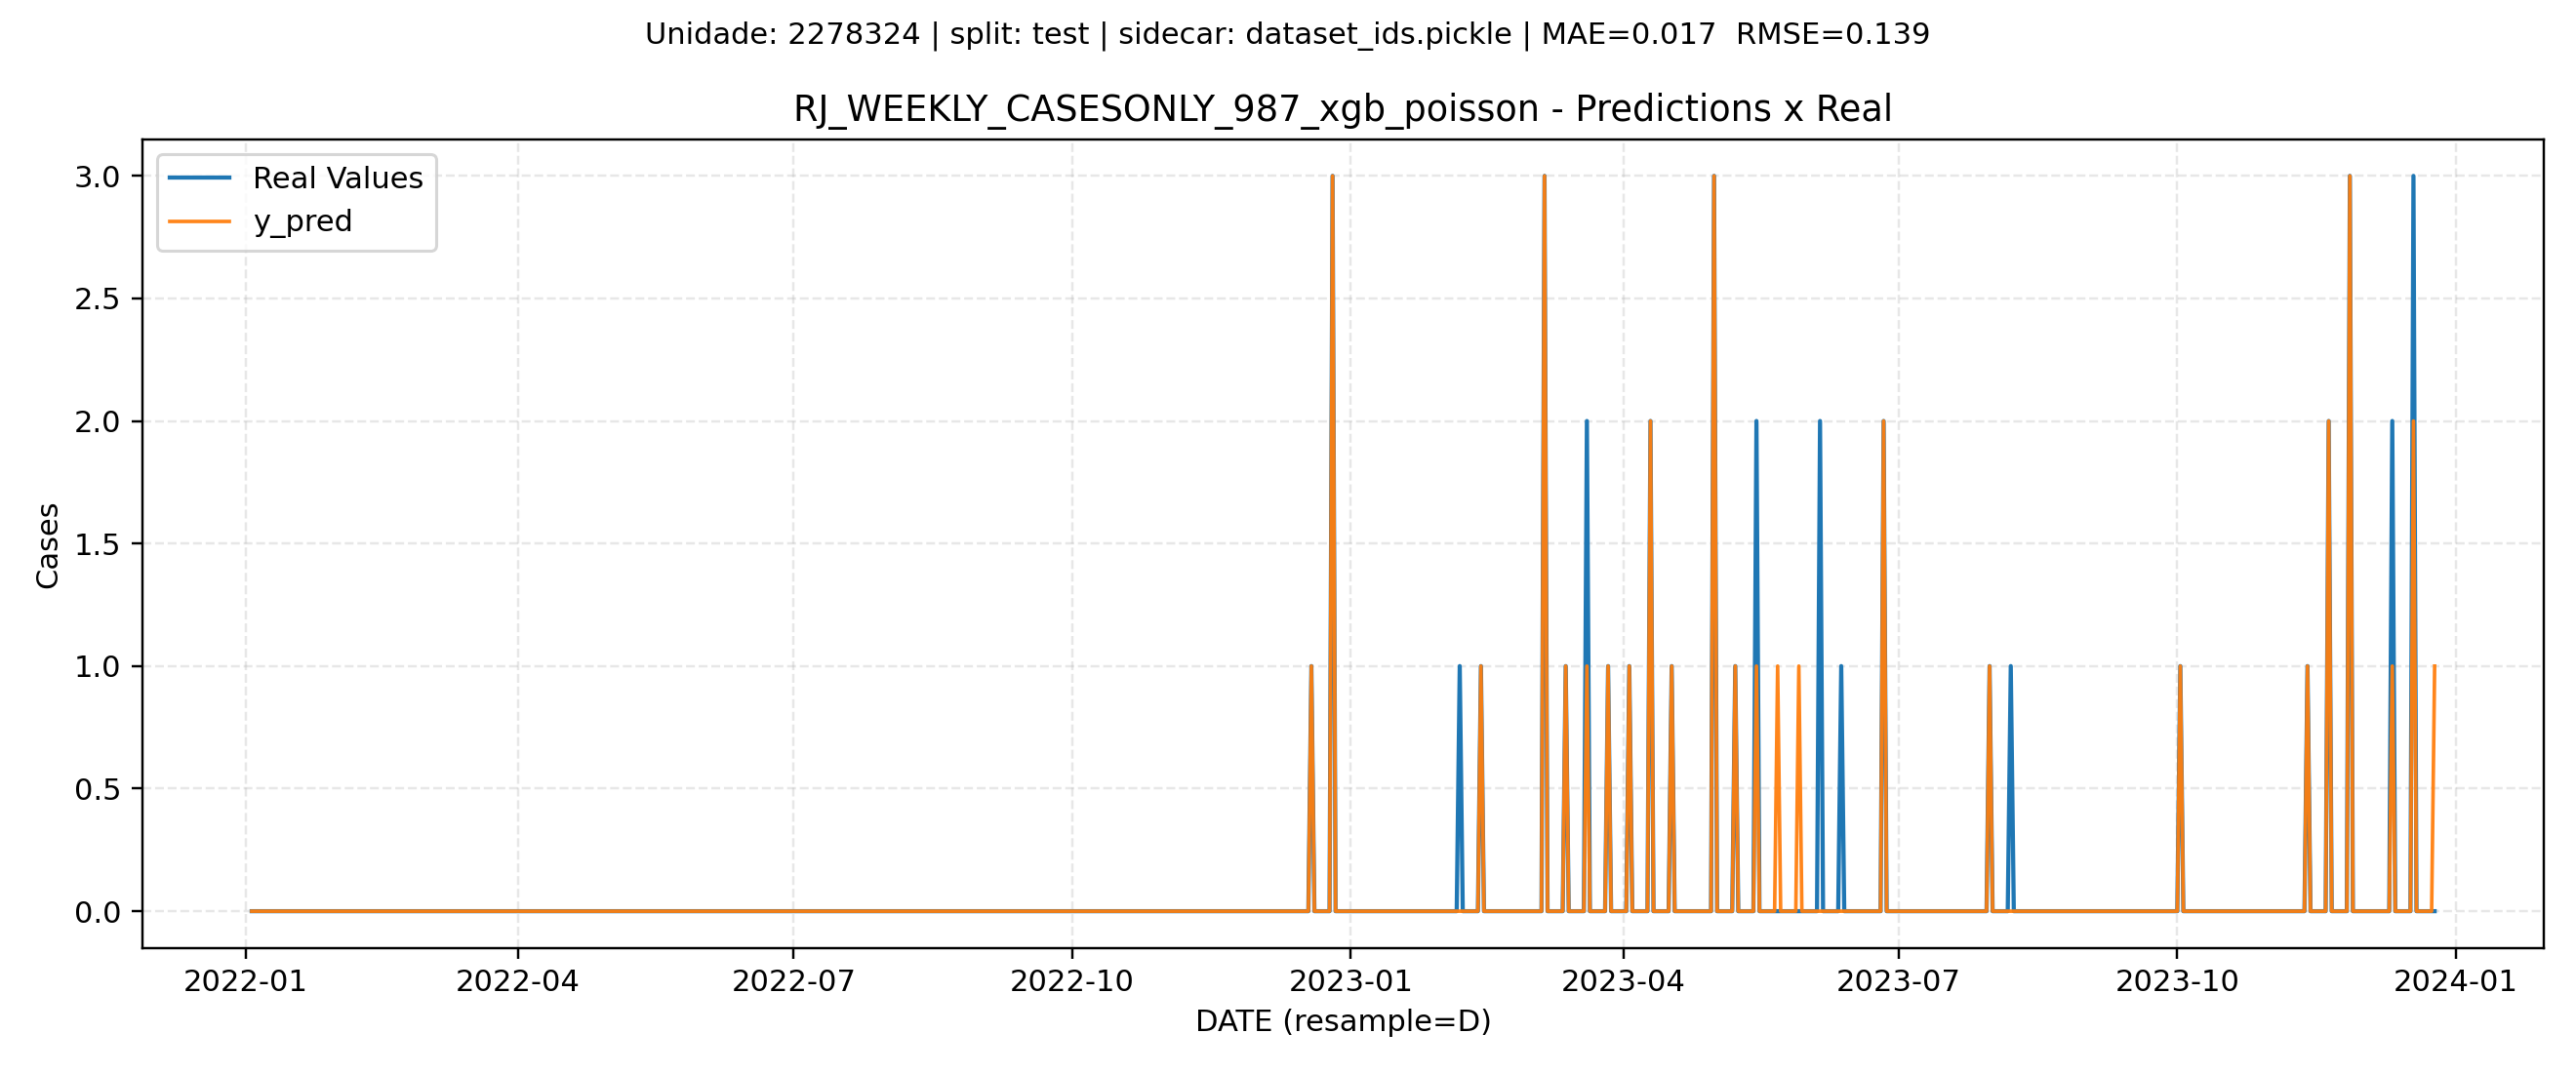 Unidade: 2278324 | split: test | sidecar: dataset_ids.pickle | MAE=0.017  RMSE=0.139
RJ_WEEKLY_CASESONLY_987_xgb_poisson - Predictions x Real
Real Values
y_pred
3.0
2.5
2.0
1.5
1.0
0.5
0.0
Cases
2022-01
2022-04
2022-07
2022-10
2023-01
2023-04
2023-07
2023-10
2024-01
DATE (resample=D)